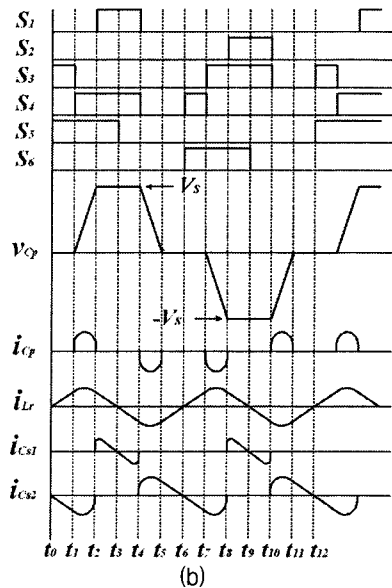 S1
S2
S3
S4
S5
S6
Vs
vCp
-Vs
iCp
iLr
iCs1
iCs2
t0 t1 t2 t3 t4 t5 t6 t7 t8 t9 t10 t11 t12
(b)